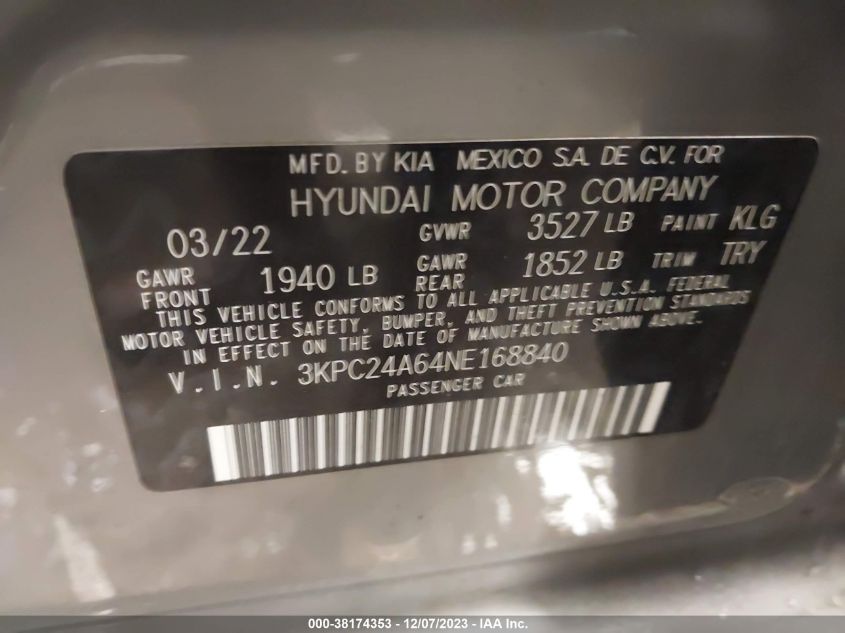 MFD. BY KIA MEXICO S.A. DE C.V. FOR
HYUNDAI MOTOR COMPANY
03/22 GVWR 3527 LB PAINT KLG
GAWR FRONT 1940 LB GAWR REAR 1852 LB TRIM TRY
THIS VEHICLE CONFORMS TO ALL APPLICABLE U.S.A. FEDERAL
MOTOR VEHICLE SAFETY, BUMPER, AND THEFT PREVENTION STANDARDS
IN EFFECT ON THE DATE OF MANUFACTURE SHOWN ABOVE.
V.I.N. 3KPC24A64NE168840
PASSENGER CAR
000-38174353 - 12/07/2023 - IAA Inc.